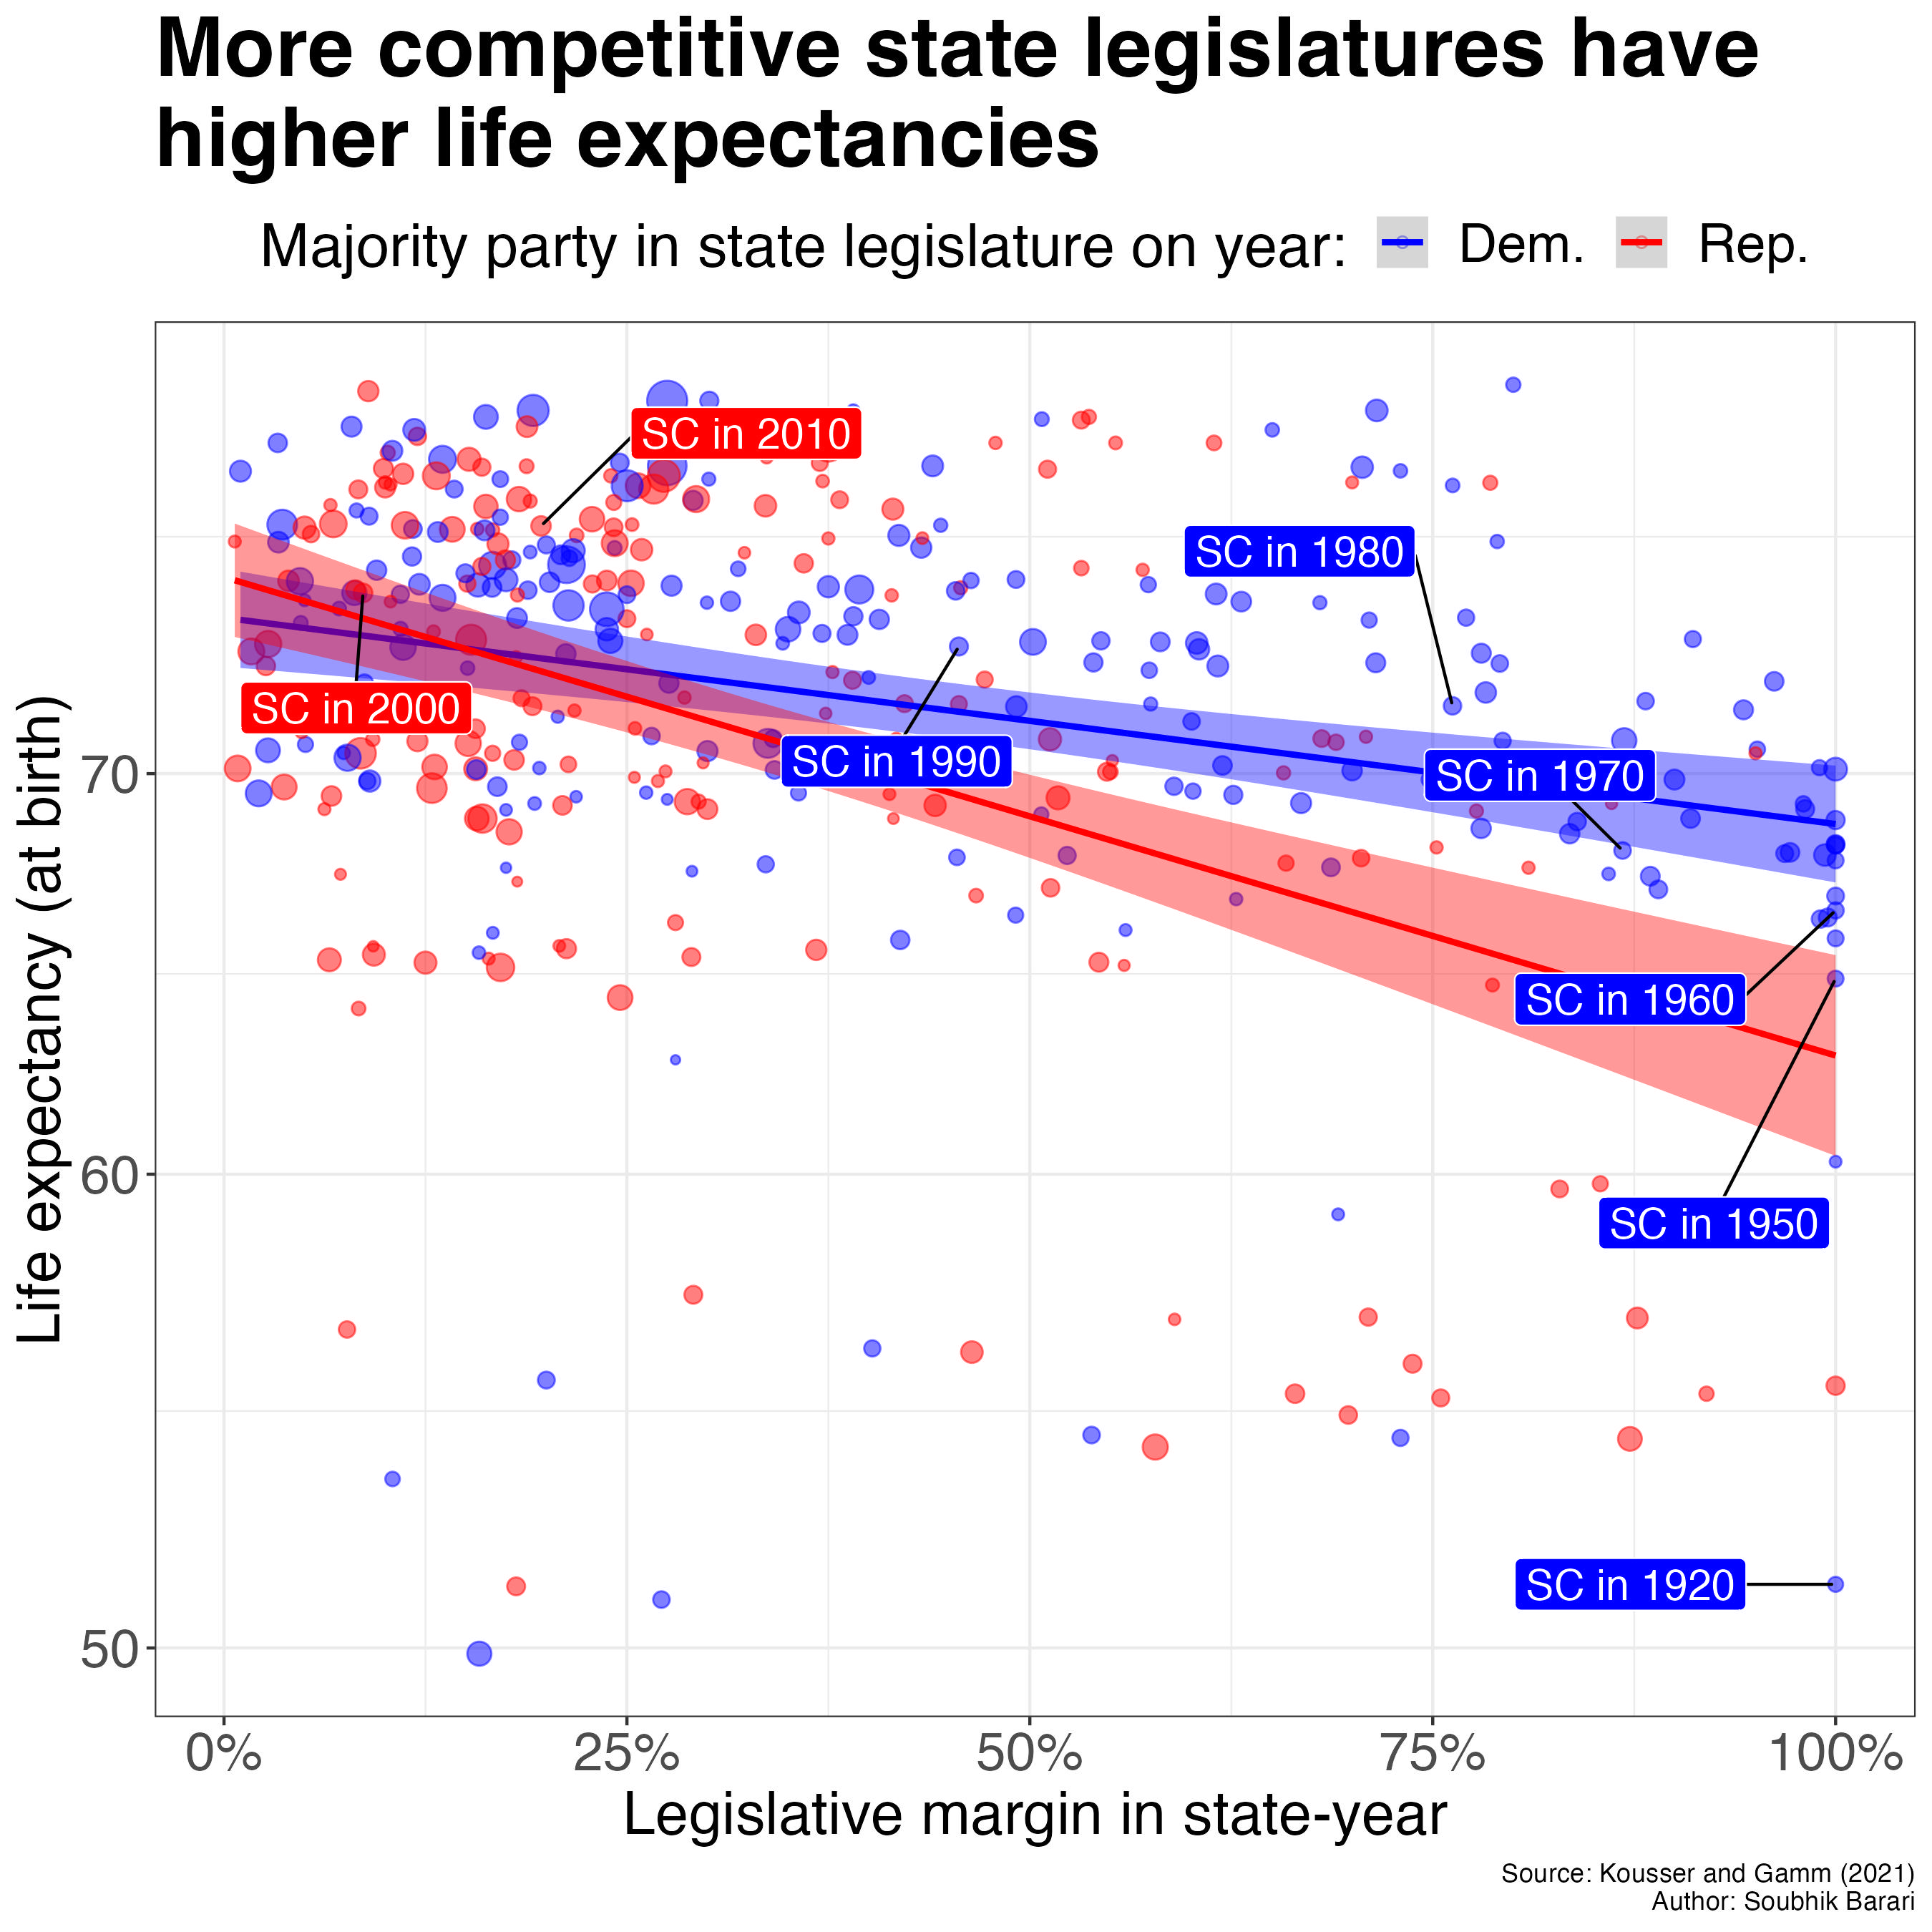 More competitive state legislatures have
higher life expectancies
Majority party in state legislature on year: Dem. Rep.
Life expectancy (at birth)
SC in 2010
SC in 1980
SC in 2000
SC in 1990
SC in 1970
70
SC in 1960
60
SC in 1950
SC in 1920
50
0% 25% 50% 75% 100%
Legislative margin in state-year
Source: Kousser and Gamm (2021)
Author: Soubhik Barari